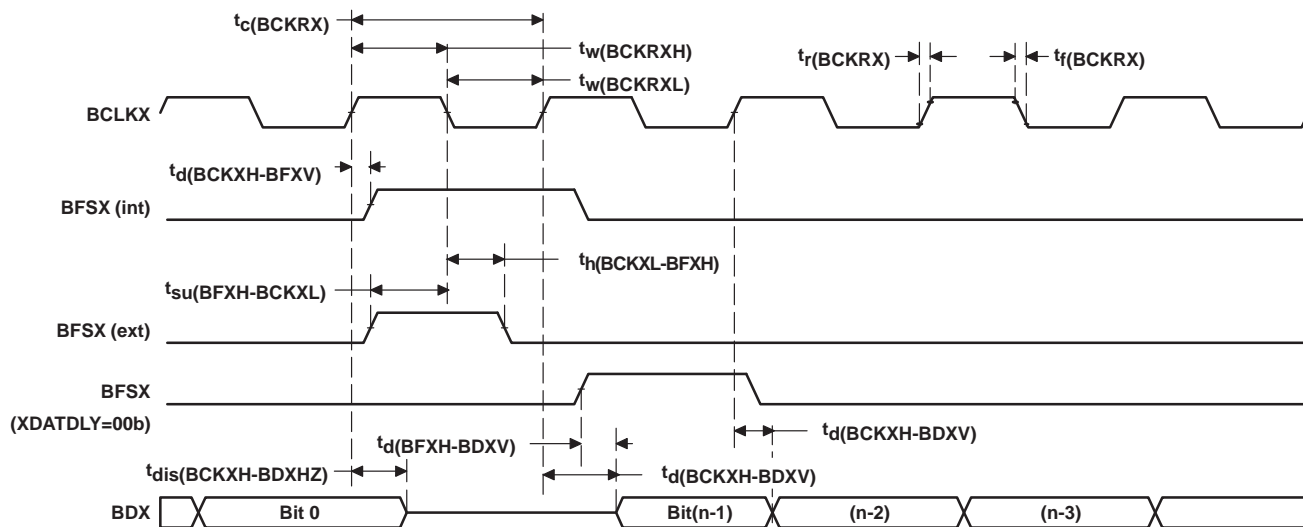 tc(BCKRX)
tw(BCKRXH)
tr(BCKRX)
tf(BCKRX)
tw(BCKRXL)
BCLKX
td(BCKXH-BFXV)
BFSX (int)
th(BCKXL-BFXH)
tsu(BFXH-BCKXL)
BFSX (ext)
BFSX
(XDATDLY=00b)
td(BFXH-BDXV)
td(BCKXH-BDXV)
tdis(BCKXH-BDXHZ)
td(BCKXH-BDXV)
BDX
Bit 0
Bit(n-1)
(n-2)
(n-3)